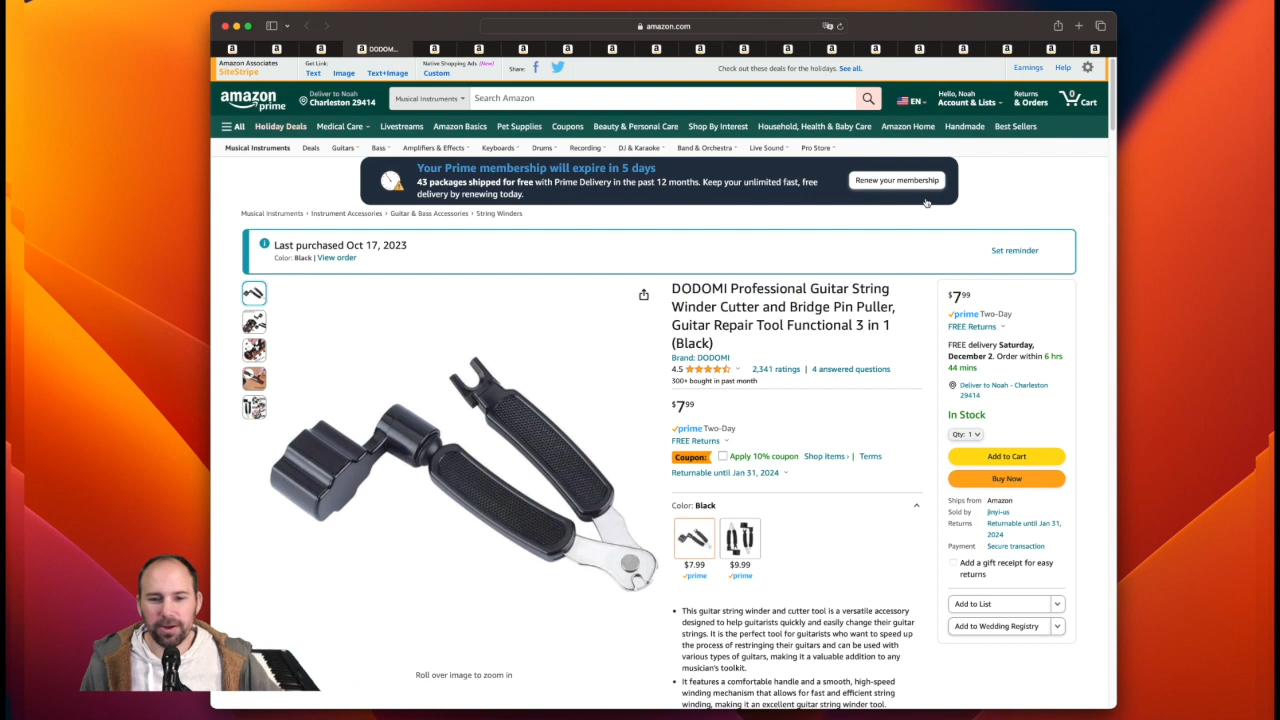 amazon.com
DODOM...
Amazon Associates
SiteStripe
Get Link:
Text Image Text+Image
Native Shopping Ads (New)
Custom
Share:
Check out these deals for the holidays. See all.
Earnings Help
amazon
prime
Deliver to Noah
Charleston 29414
Musical Instruments
Search Amazon
EN
Hello, Noah
Account & Lists
Returns
& Orders
0
Cart
All Holiday Deals Medical Care Livestreams Amazon Basics Pet Supplies Coupons Beauty & Personal Care Shop By Interest Household, Health & Baby Care Amazon Home Handmade Best Sellers
Musical Instruments Deals Guitars Bass Amplifiers & Effects Keyboards Drums Recording DJ & Karaoke Band & Orchestra Live Sound Pro Store
Your Prime membership will expire in 5 days
43 packages shipped for free with Prime Delivery in the past 12 months. Keep your unlimited fast, free
delivery by renewing today.
Renew your membership
Musical Instruments › Instrument Accessories › Guitar & Bass Accessories › String Winders
Last purchased Oct 17, 2023
Color: Black | View order
Set reminder
DODOMI Professional Guitar String
Winder Cutter and Bridge Pin Puller,
Guitar Repair Tool Functional 3 in 1
(Black)
Brand: DODOMI
4.5 2,341 ratings | 4 answered questions
300+ bought in past month
$799
prime Two-Day
FREE Returns
Coupon: Apply 10% coupon Shop items › | Terms
Returnable until Jan 31, 2024
Color: Black
$7.99 $9.99
prime prime
• This guitar string winder and cutter tool is a versatile accessory
designed to help guitarists quickly and easily change their guitar
strings. It is the perfect tool for guitarists who want to speed up
the process of restringing their guitars and can be used with
various types of guitars, making it a valuable addition to any
musician's toolkit.
• It features a comfortable handle and a smooth, high-speed
winding mechanism that allows for fast and efficient string
winding, making it an excellent guitar string winder tool.
Roll over image to zoom in
$799
prime Two-Day
FREE Returns
FREE delivery Saturday,
December 2. Order within 6 hrs
44 mins
Deliver to Noah - Charleston
29414
In Stock
Qty: 1
Add to Cart
Buy Now
Ships from Amazon
Sold by jinyi-us
Returns Returnable until Jan 31,
2024
Payment Secure transaction
Add a gift receipt for easy
returns
Add to List
Add to Wedding Registry